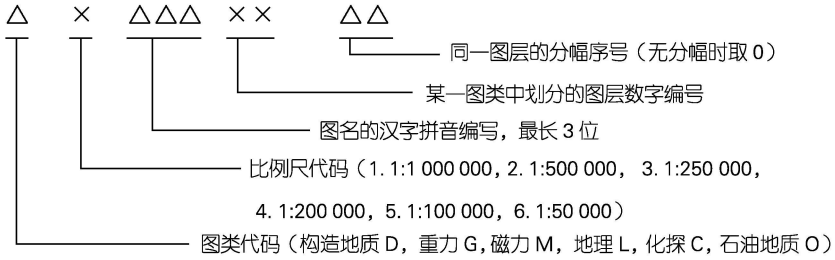 △ × △△△ ×× △△
同一图层的分幅序号（无分幅时取0）
某一图类中划分的图层数字编号
图名的汉字拼音编写，最长3位
比例尺代码（1. 1:1 000 000，2. 1:500 000， 3. 1:250 000，
4. 1:200 000，5. 1:100 000，6. 1:50 000）
图类代码（构造地质D，重力G，磁力M，地理L，化探C，石油地质O）